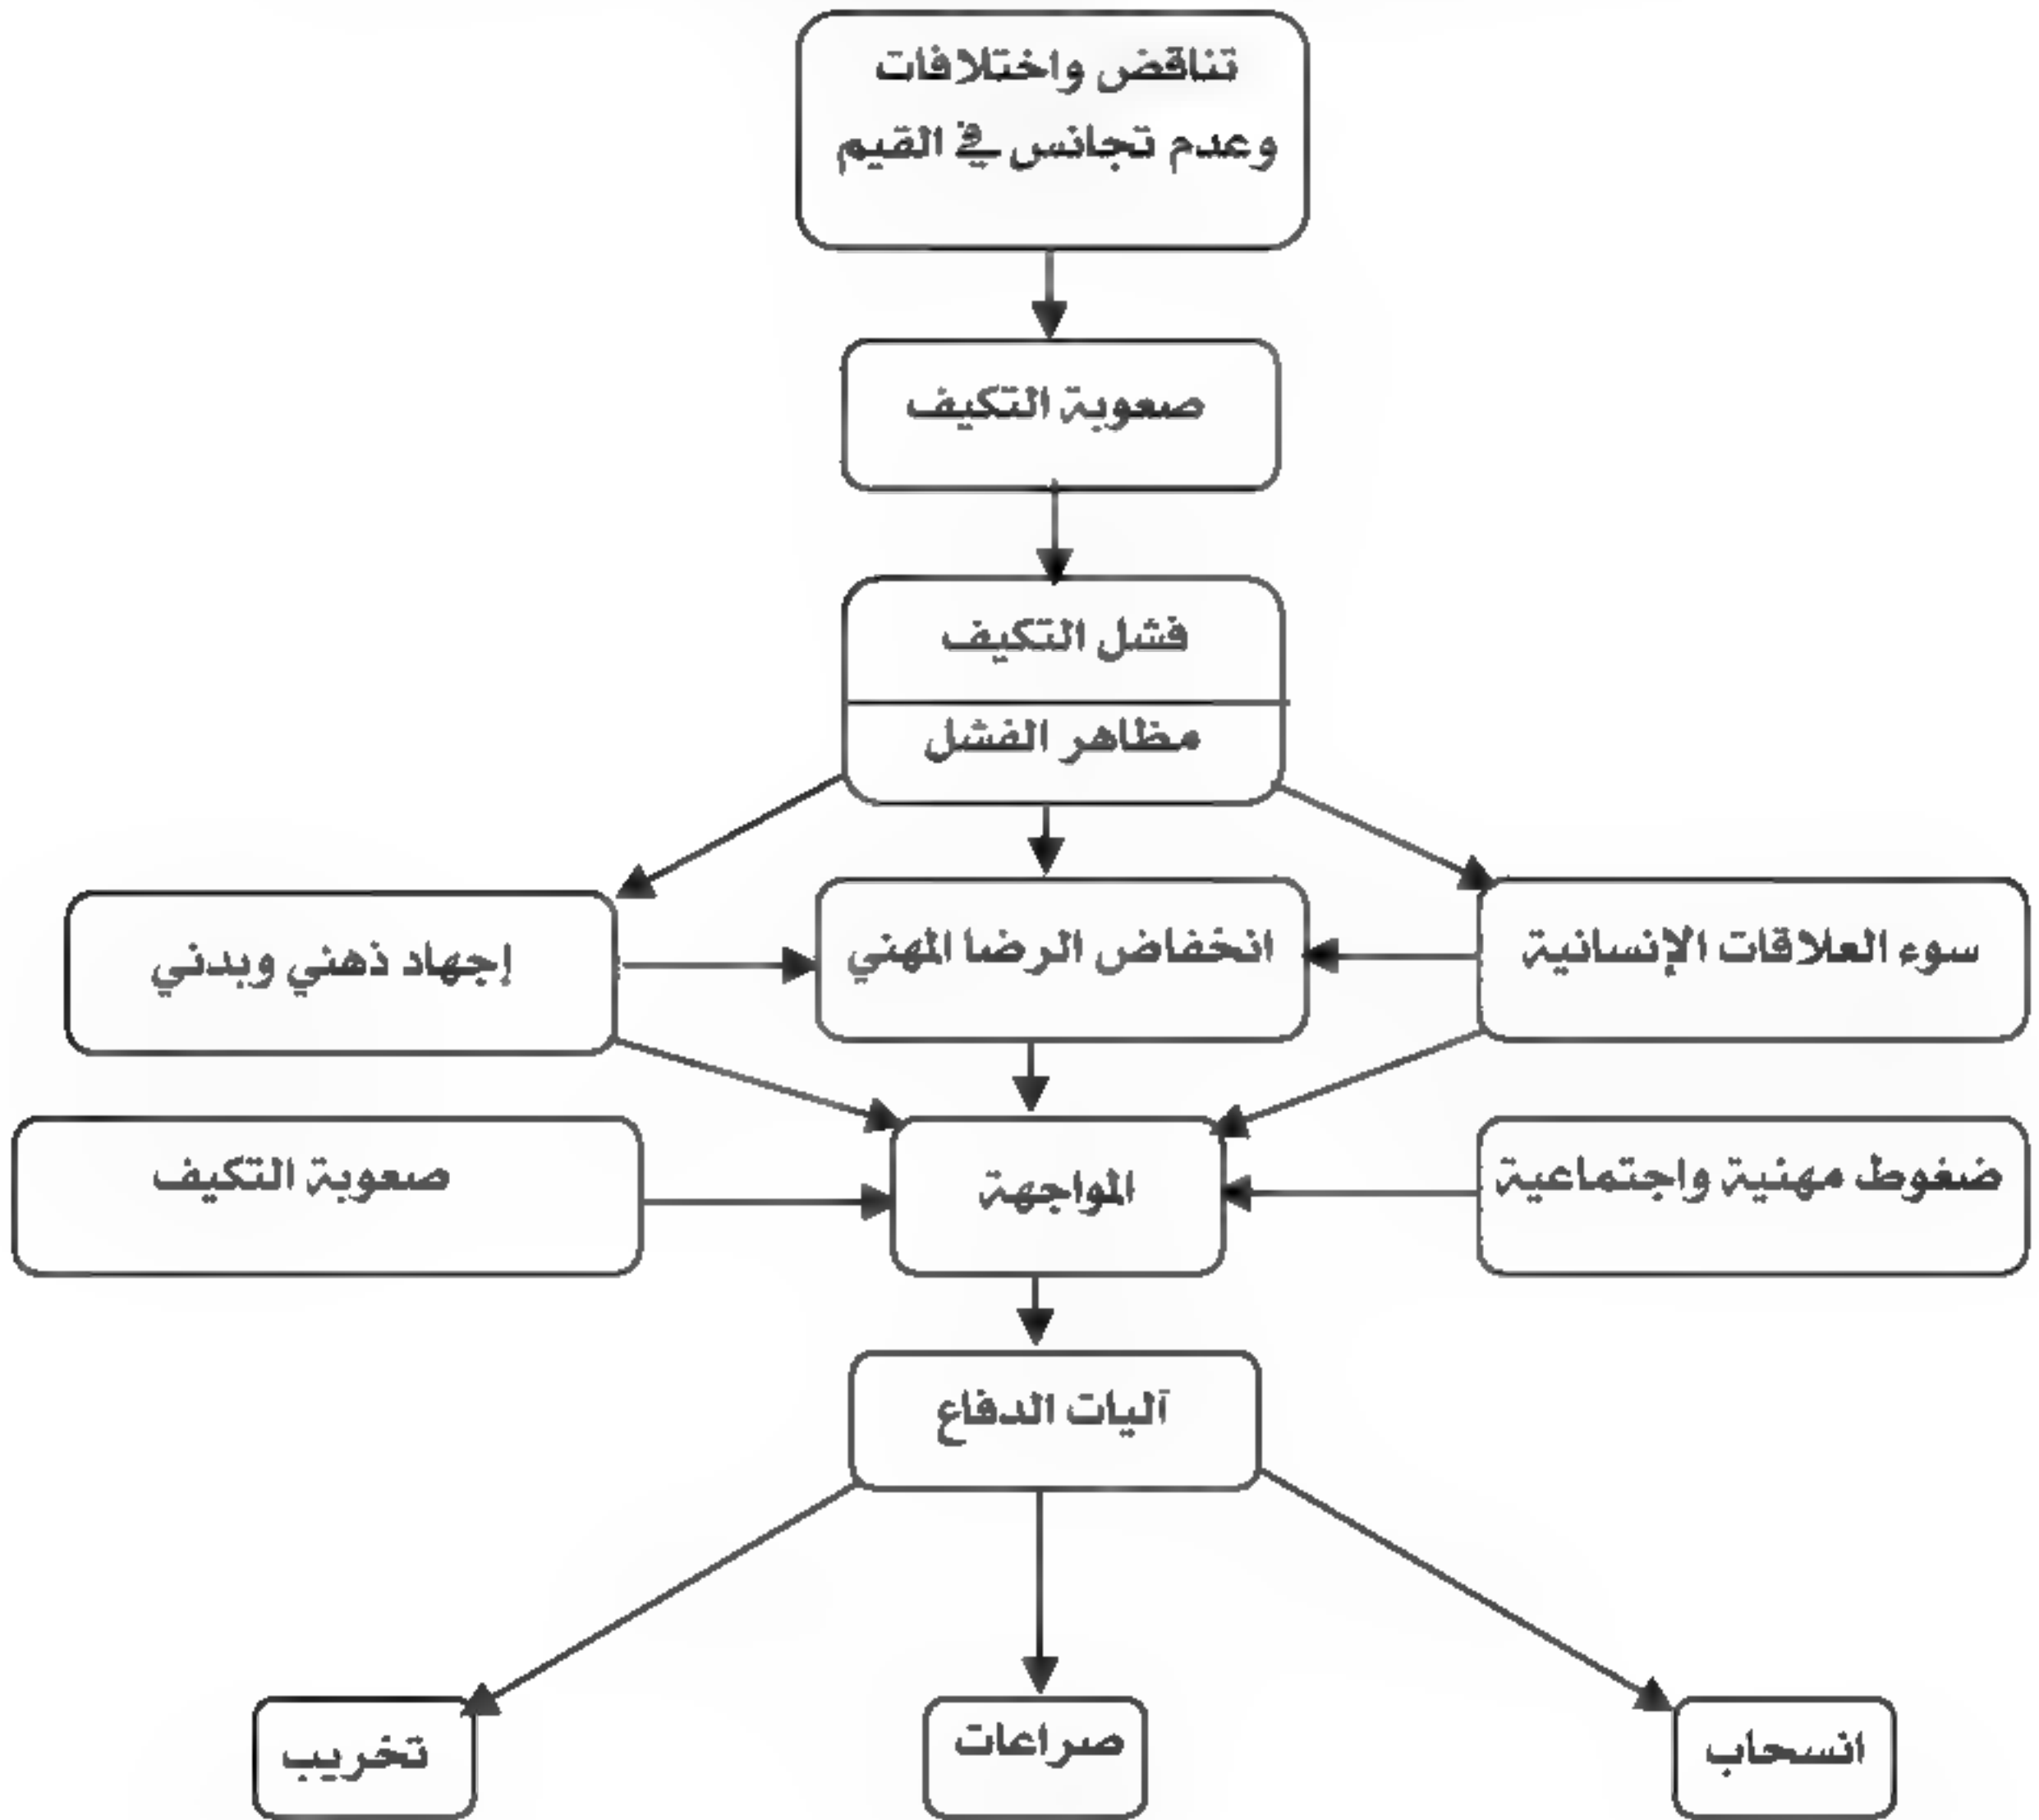 تناقض واختلافات
وعدم تجانس في القيم
صعوبة التكيف
فشل التكيف
مظاهر الفشل
سوء العلاقات الإنسانية
انخفاض الرضا المهني
إجهاد ذهني وبدني
ضغوط مهنية واجتماعية
المواجهة
صعوبة التكيف
آليات الدفاع
انسحاب
صراعات
تخريب